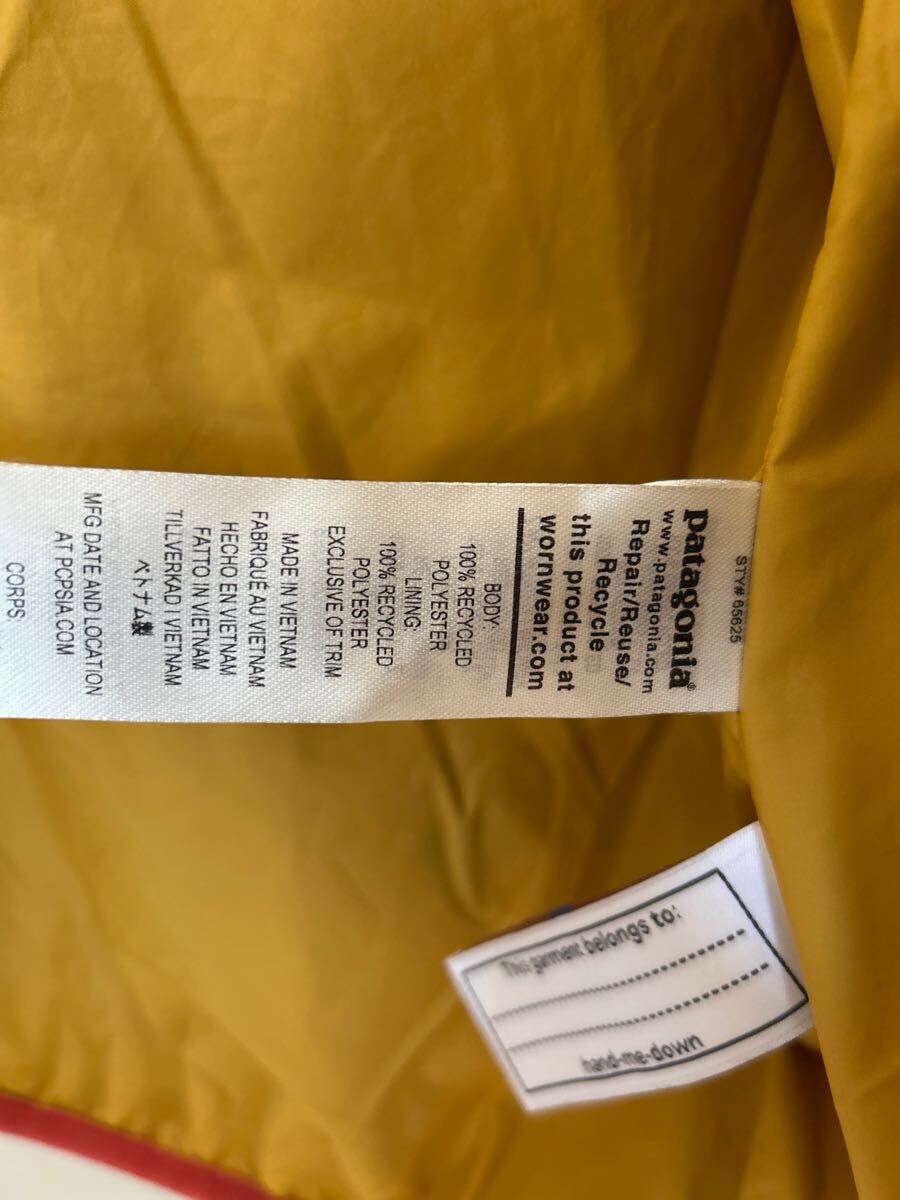 STY# 65625
patagonia®
www.patagonia.com
Repair/Reuse/
Recycle
this product at
wornwear.com
BODY:
100% RECYCLED
POLYESTER
LINING:
100% RECYCLED
POLYESTER
EXCLUSIVE OF TRIM
MADE IN VIETNAM
FABRIQUÉ AU VIETNAM
HECHO EN VIETNAM
FATTO IN VIETNAM
TILLVERKAD VIETNAM
ベトナム製
MFG DATE AND LOCATION
AT PCPSIA.COM
CORPS:
This garment belongs to:
hand-me-down